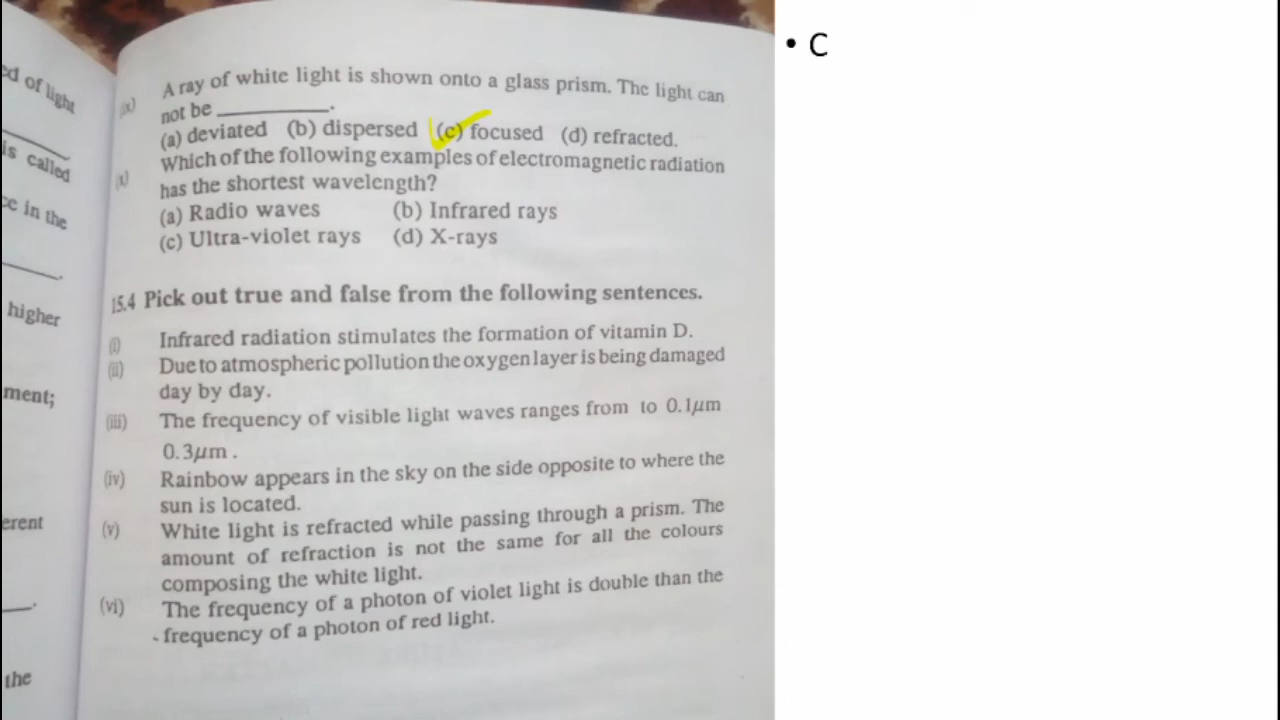 ed of light
is called
ce in the
higher
ment;
erent
the
(ix) A ray of white light is shown onto a glass prism. The light can
not be __________.
(a) deviated (b) dispersed (c) focused (d) refracted.
(x) Which of the following examples of electromagnetic radiation
has the shortest wavelength?
(a) Radio waves (b) Infrared rays
(c) Ultra-violet rays (d) X-rays
15.4 Pick out true and false from the following sentences.
(i) Infrared radiation stimulates the formation of vitamin D.
(ii) Due to atmospheric pollution the oxygen layer is being damaged
day by day.
(iii) The frequency of visible light waves ranges from to 0.1μm
0.3μm.
(iv) Rainbow appears in the sky on the side opposite to where the
sun is located.
(v) White light is refracted while passing through a prism. The
amount of refraction is not the same for all the colours
composing the white light.
(vi) The frequency of a photon of violet light is double than the
frequency of a photon of red light.
• C